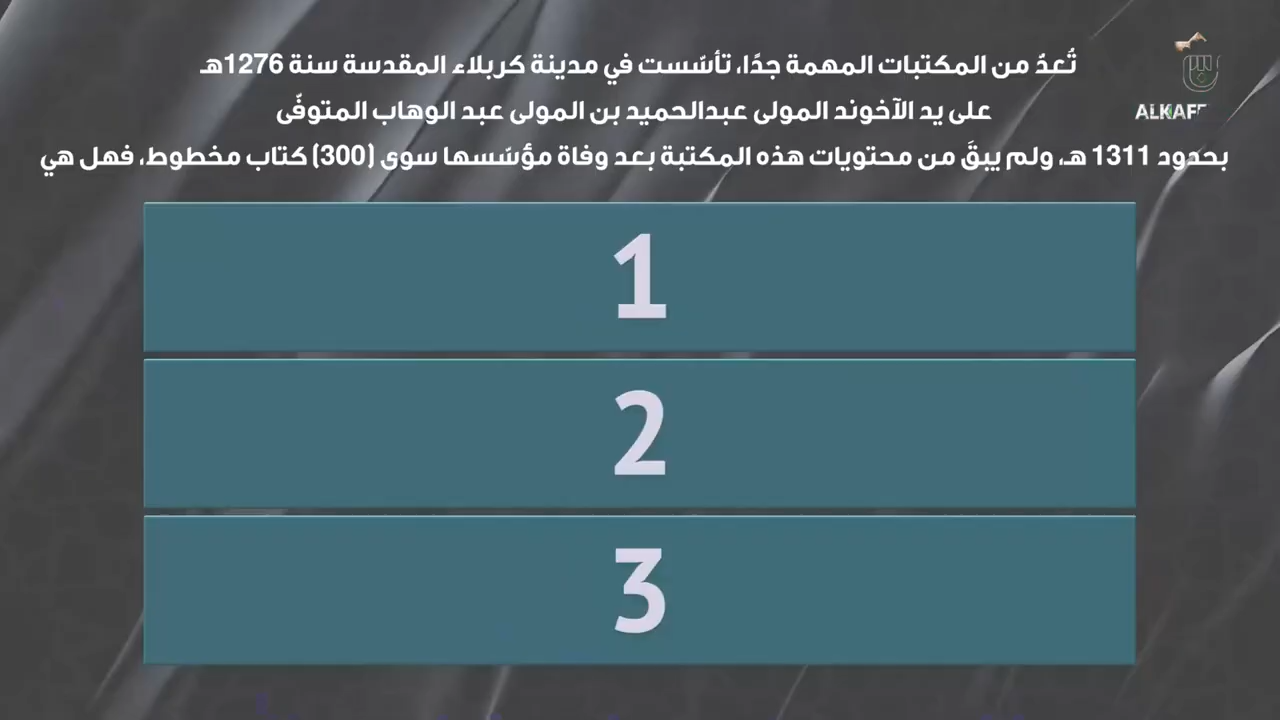 تُعدّ من المكتبات المهمة جدًا، تأسّست في مدينة كربلاء المقدسة سنة 1276هـ
على يد الآخوند المولى عبدالحميد بن المولى عبد الوهاب المتوفّى
بحدود 1311 هـ، ولم يبقَ من محتويات هذه المكتبة بعد وفاة مؤسّسها سوى (300) كتاب مخطوط، فهل هي
ALKAF
1
2
3